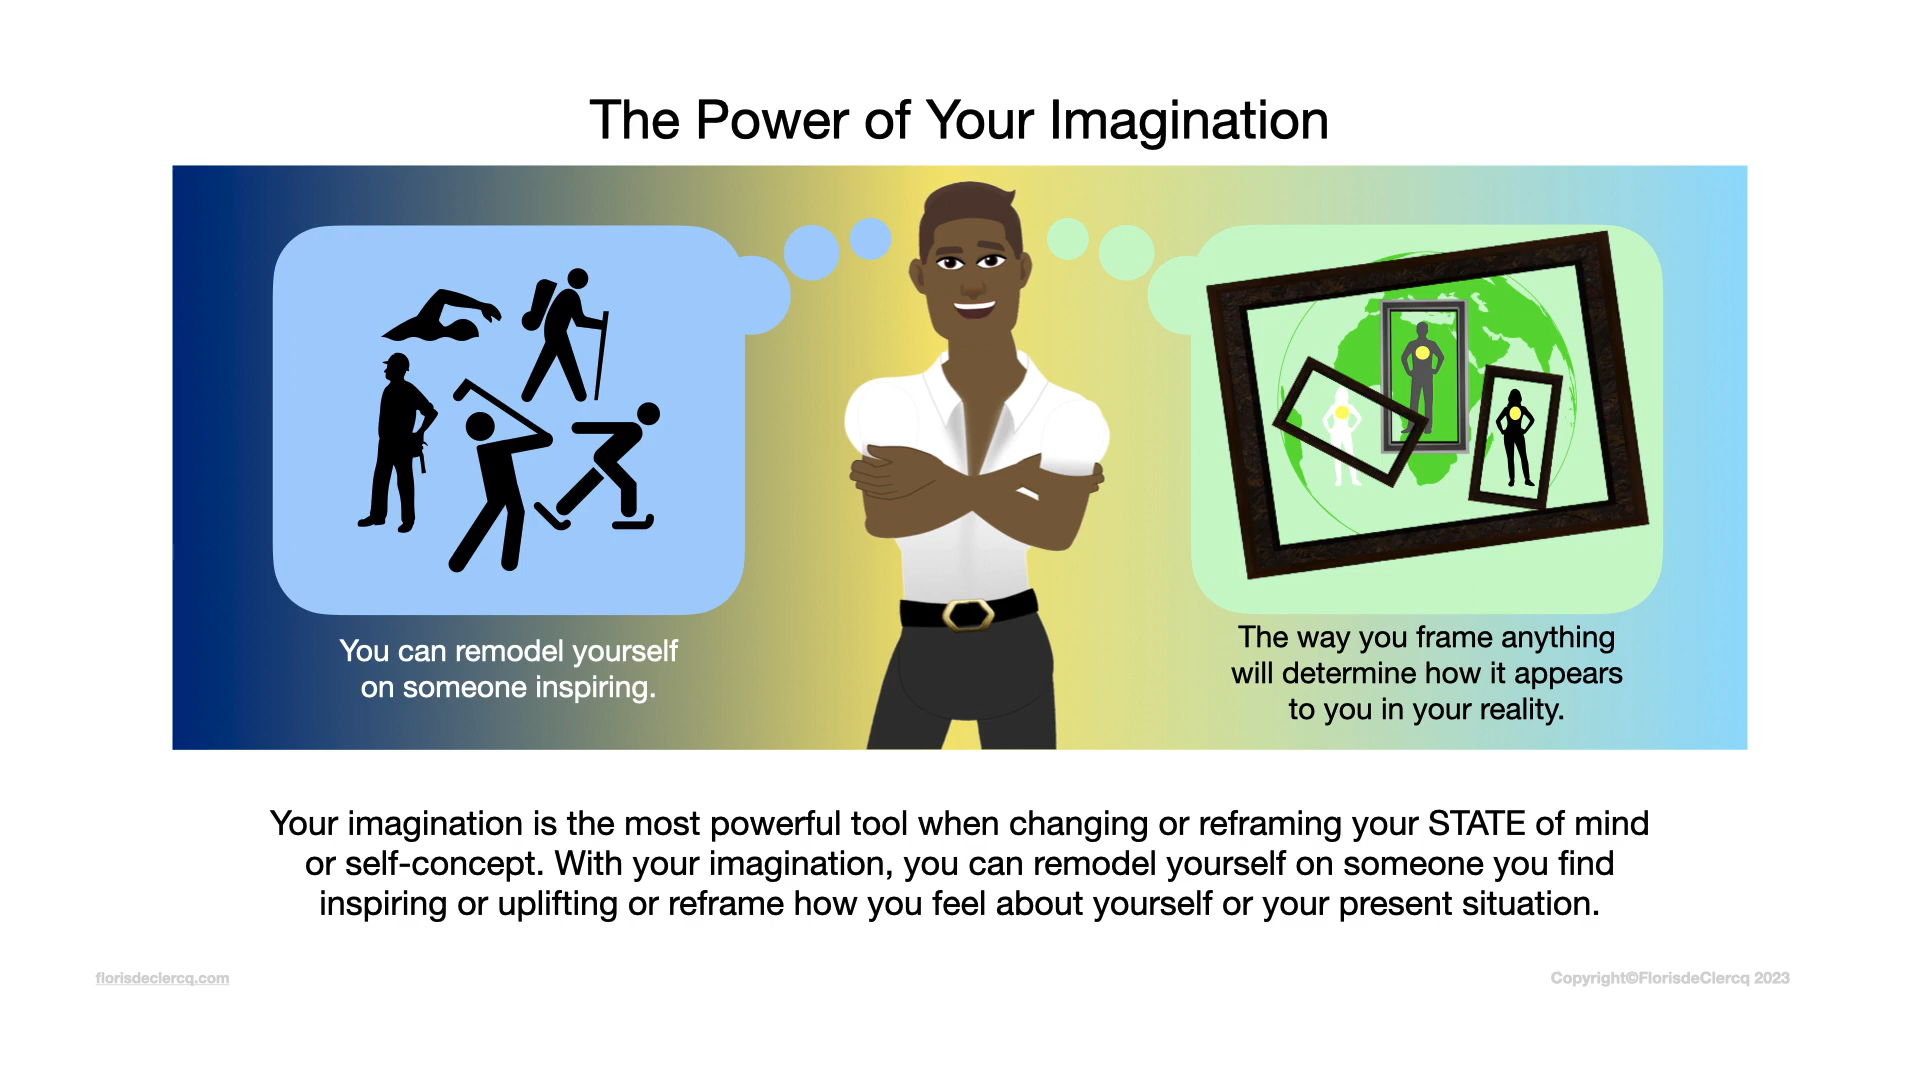 The Power of Your Imagination
You can remodel yourself
on someone inspiring.
The way you frame anything
will determine how it appears
to you in your reality.
Your imagination is the most powerful tool when changing or reframing your STATE of mind
or self-concept. With your imagination, you can remodel yourself on someone you find
inspiring or uplifting or reframe how you feel about yourself or your present situation.
florisdeclercq.com
Copyright©FlorisdeClercq 2023